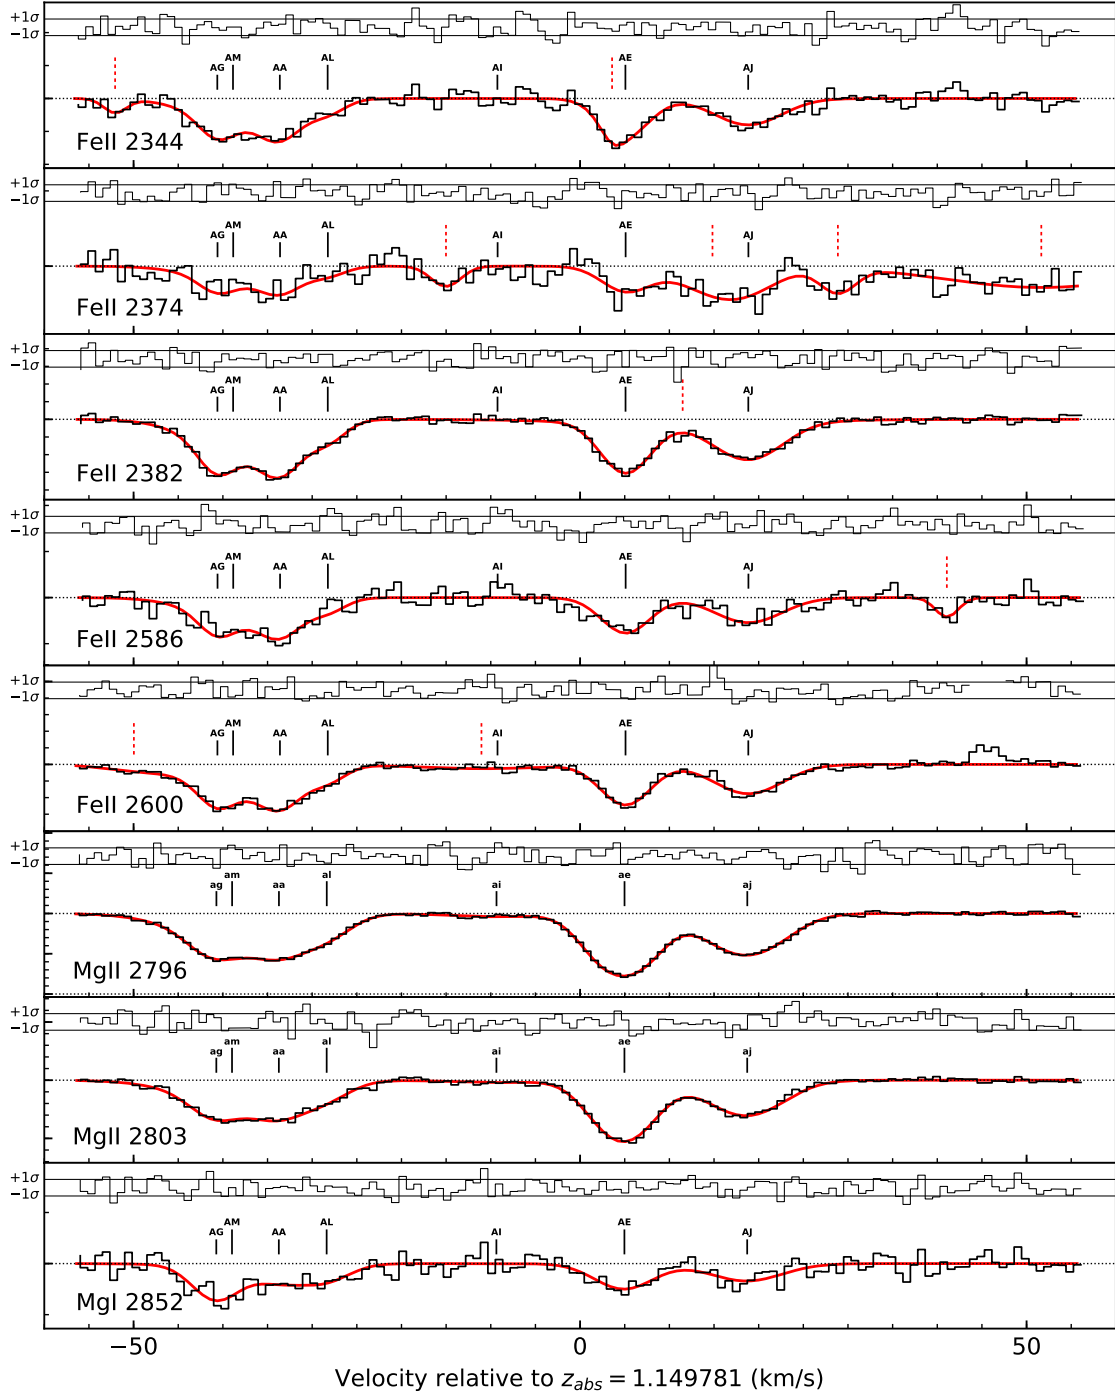 +1σ
−1σ
AG AM AA AL AI AE AJ
FeII 2344
+1σ
−1σ
AG AM AA AL AI AE AJ
FeII 2374
+1σ
−1σ
AG AM AA AL AI AE AJ
FeII 2382
+1σ
−1σ
AG AM AA AL AI AE AJ
FeII 2586
+1σ
−1σ
AG AM AA AL AI AE AJ
FeII 2600
+1σ
−1σ
ag am aa al ai ae aj
MgII 2796
+1σ
−1σ
ag am aa al ai ae aj
MgII 2803
+1σ
−1σ
AG AM AA AL AI AE AJ
MgI 2852
−50 0 50
Velocity relative to z_abs = 1.149781 (km/s)